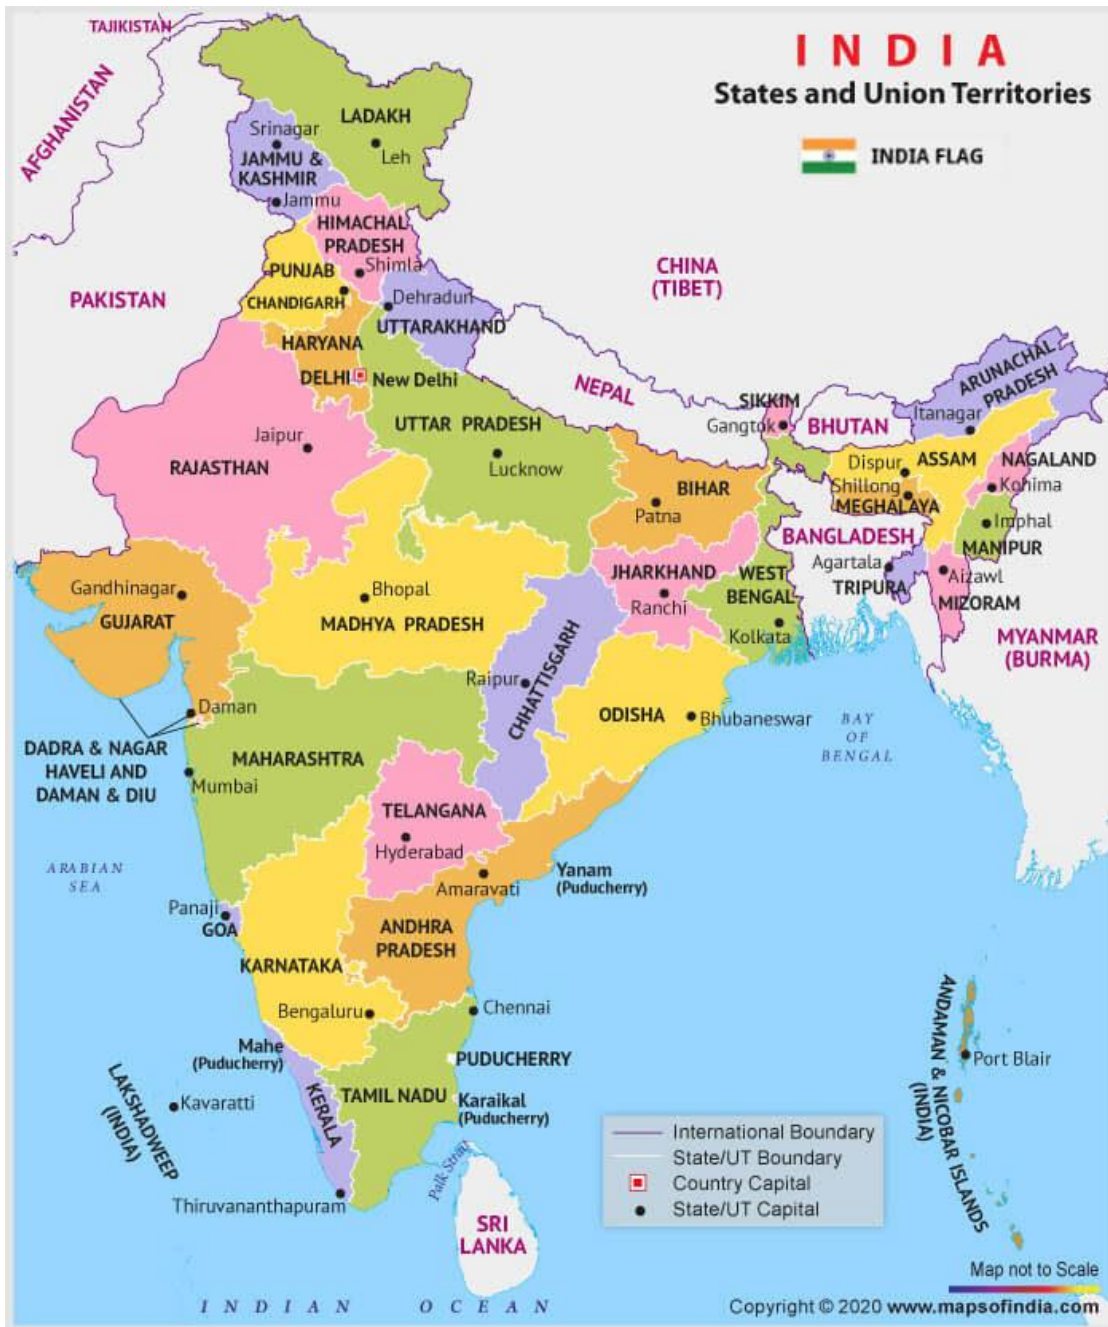 INDIA
States and Union Territories
INDIA FLAG
TAJIKISTAN
AFGHANISTAN
LADAKH
Srinagar
Leh
JAMMU &
KASHMIR
Jammu
HIMACHAL
PRADESH
Shimla
PUNJAB
CHANDIGARH
Dehradun
UTTARAKHAND
PAKISTAN
CHINA
(TIBET)
HARYANA
DELHI
New Delhi
NEPAL
UTTAR PRADESH
Lucknow
Jaipur
RAJASTHAN
SIKKIM
Gangtok
BHUTAN
ARUNACHAL
PRADESH
Itanagar
Dispur
ASSAM
NAGALAND
Shillong
Kohima
MEGHALAYA
BIHAR
Patna
Imphal
MANIPUR
BANGLADESH
Agartala
TRIPURA
Aizawl
MIZORAM
MYANMAR
(BURMA)
JHARKHAND
Ranchi
WEST
BENGAL
Kolkata
Gandhinagar
GUJARAT
Bhopal
MADHYA PRADESH
CHHATTISGARH
Raipur
ODISHA
Bhubaneswar
BAY
OF
BENGAL
Daman
DADRA & NAGAR
HAVELI AND
DAMAN & DIU
MAHARASHTRA
Mumbai
TELANGANA
Hyderabad
ARABIAN
SEA
Yanam
(Puducherry)
Amaravati
Panaji
GOA
ANDHRA
PRADESH
KARNATAKA
Bengaluru
Chennai
Mahe
(Puducherry)
PUDUCHERRY
TAMIL NADU
Karaikal
(Puducherry)
KERALA
LAKSHADWEEP
(INDIA)
Kavaratti
Thiruvananthapuram
Palk Strait
SRI
LANKA
ANDAMAN & NICOBAR ISLANDS
(INDIA)
Port Blair
International Boundary
State/UT Boundary
Country Capital
State/UT Capital
INDIAN OCEAN
Map not to Scale
Copyright © 2020 www.mapsofindia.com